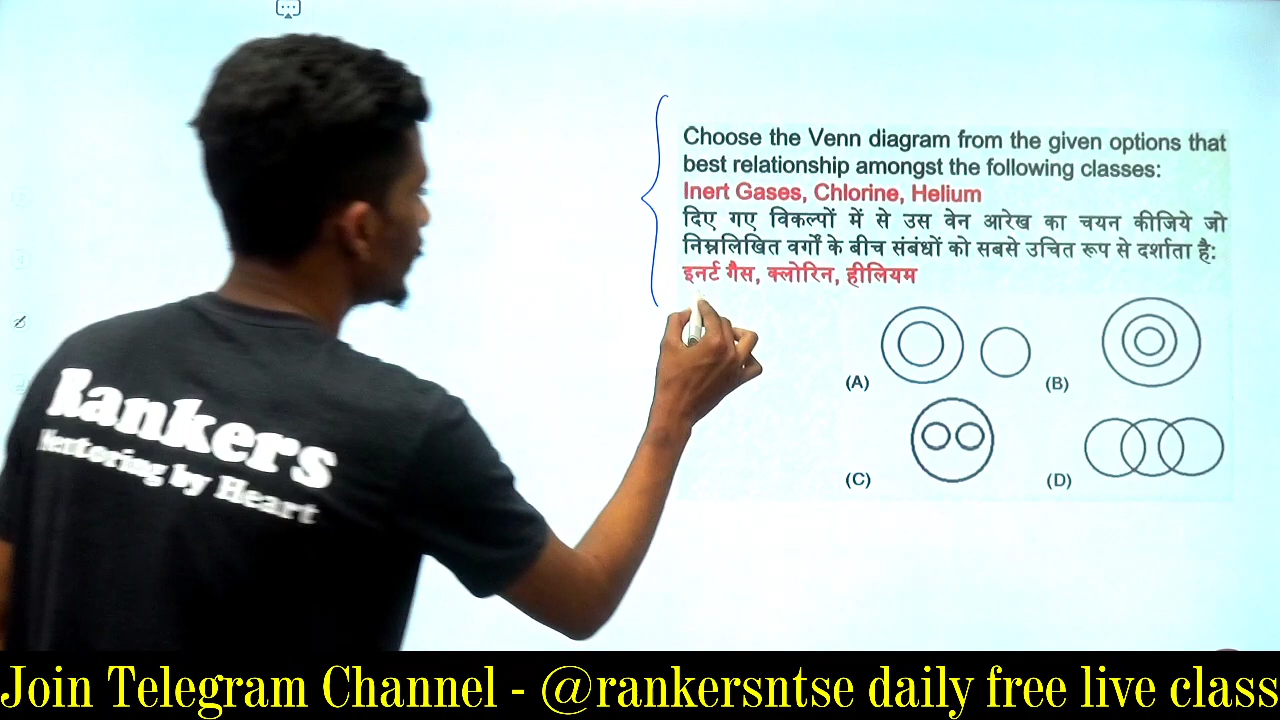 Choose the Venn diagram from the given options that
best relationship amongst the following classes:
Inert Gases, Chlorine, Helium
दिए गए विकल्पों में से उस वेन आरेख का चयन कीजिये जो
निम्नलिखित वर्गों के बीच संबंधों को सबसे उचित रूप से दर्शाता है:
इनर्ट गैस, क्लोरिन, हीलियम
(A) (B)
(C) (D)
Rankers
Mentoring by Heart
Join Telegram Channel - @rankersntse daily free live class